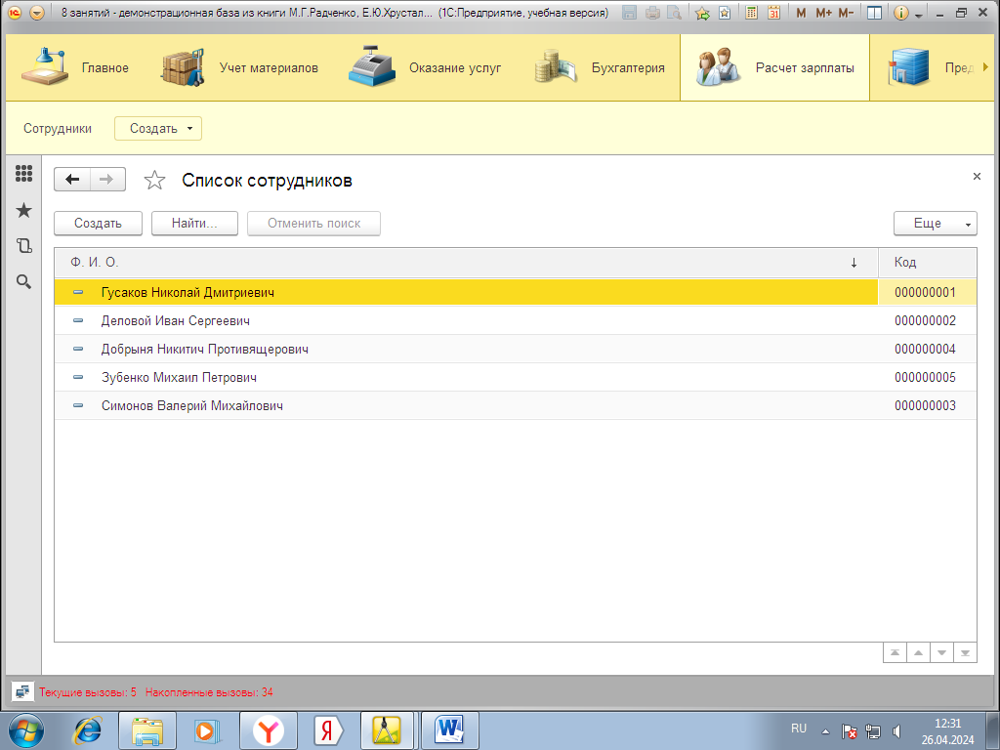 8 занятий - демонстрационная база из книги М.Г.Радченко, Е.Ю.Хрустал... (1С:Предприятие, учебная версия) 31 M M+ M-
Главное Учет материалов Оказание услуг Бухгалтерия Расчет зарплаты Пред
Сотрудники Создать
Список сотрудников
Создать Найти... Отменить поиск Еще
Ф. И. О. Код
Гусаков Николай Дмитриевич 000000001
Деловой Иван Сергеевич 000000002
Добрыня Никитич Противящерович 000000004
Зубенко Михаил Петрович 000000005
Симонов Валерий Михайлович 000000003
Текущие вызовы: 5 Накопленные вызовы: 34
RU 12:31
26.04.2024